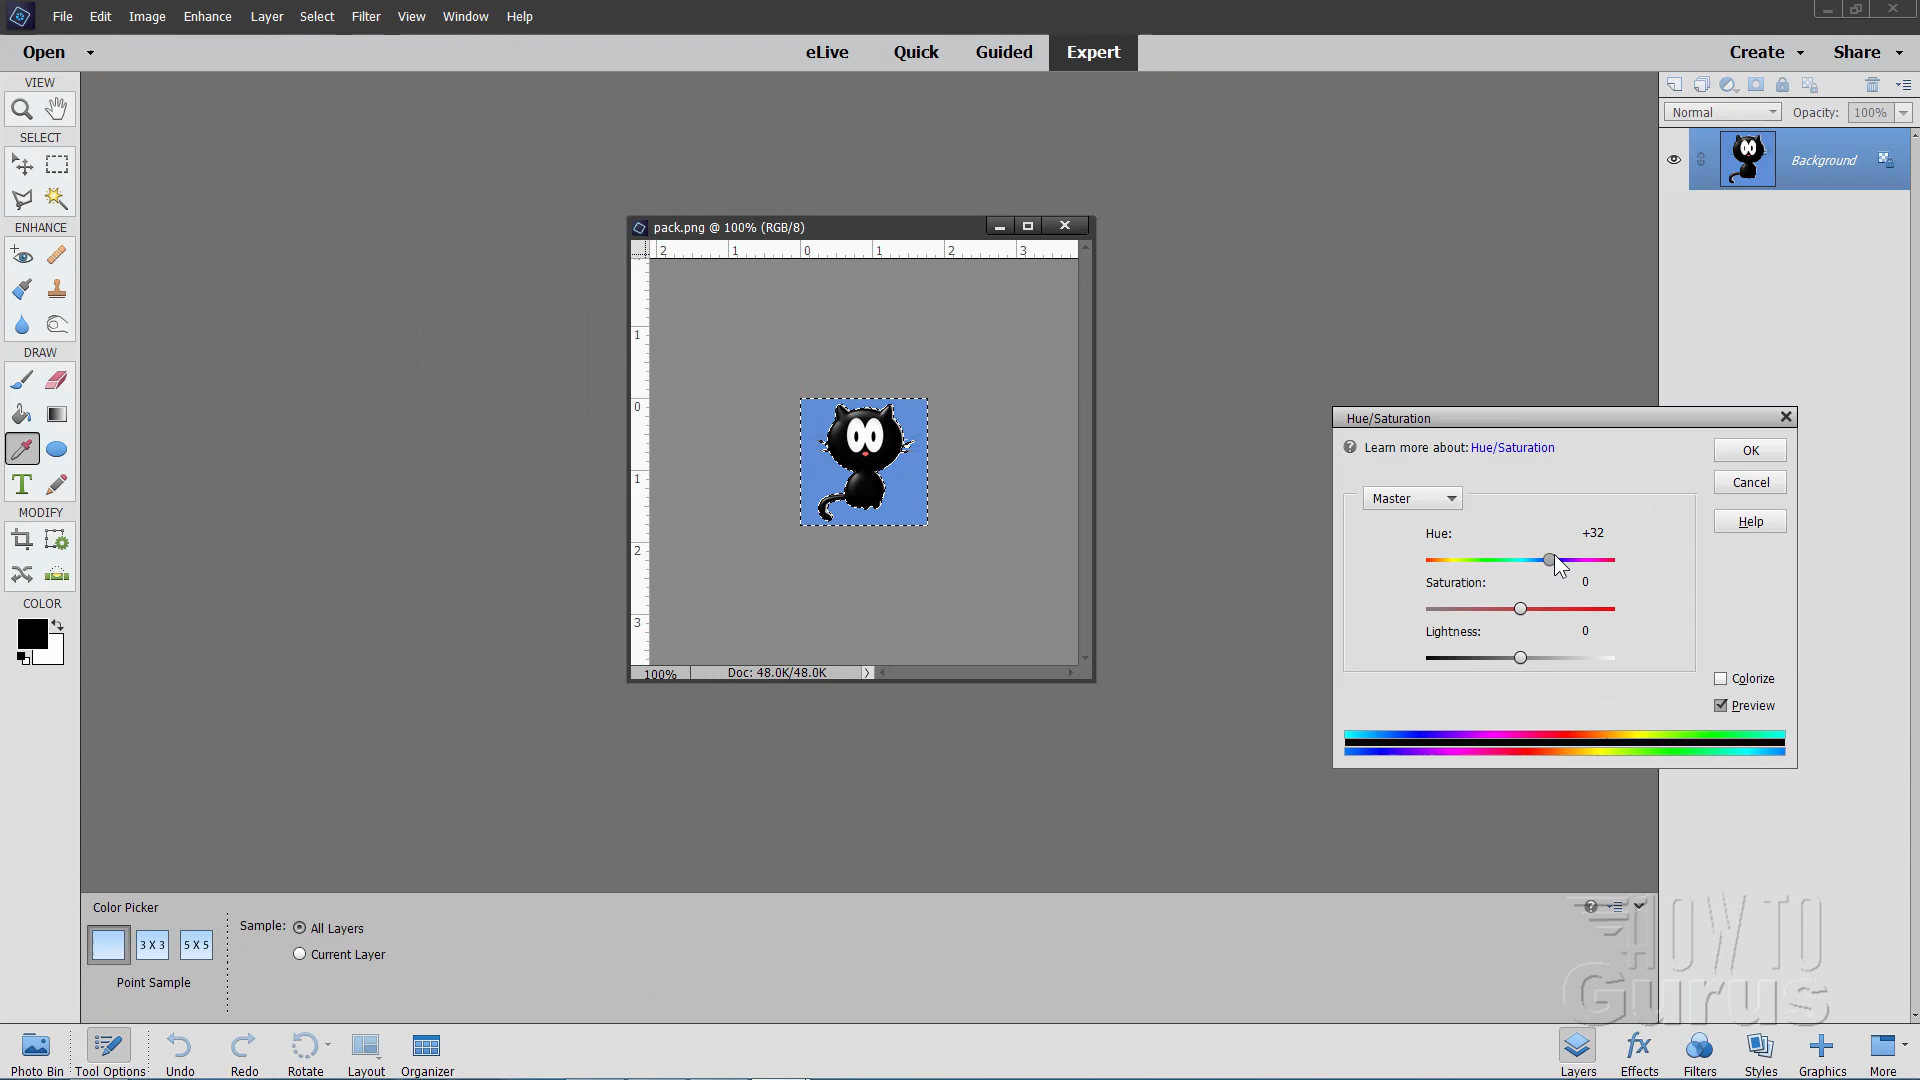 File Edit Image Enhance Layer Select Filter View Window Help
Open eLive Quick Guided Expert Create Share
VIEW
SELECT
ENHANCE
DRAW
T
MODIFY
COLOR
Normal Opacity: 100%
Background
pack.png @ 100% (RGB/8)
2 1 0 1 2 3
1
0
1
2
3
100% Doc: 48.0K/48.0K
Hue/Saturation
Learn more about: Hue/Saturation
OK
Cancel
Help
Master
Hue: +32
Saturation: 0
Lightness: 0
Colorize
Preview
Color Picker
Sample: All Layers
Current Layer
3 X 3 5 X 5
Point Sample
HOW TO
Gurus
Photo Bin Tool Options Undo Redo Rotate Layout Organizer
fx
Layers Effects Filters Styles Graphics More